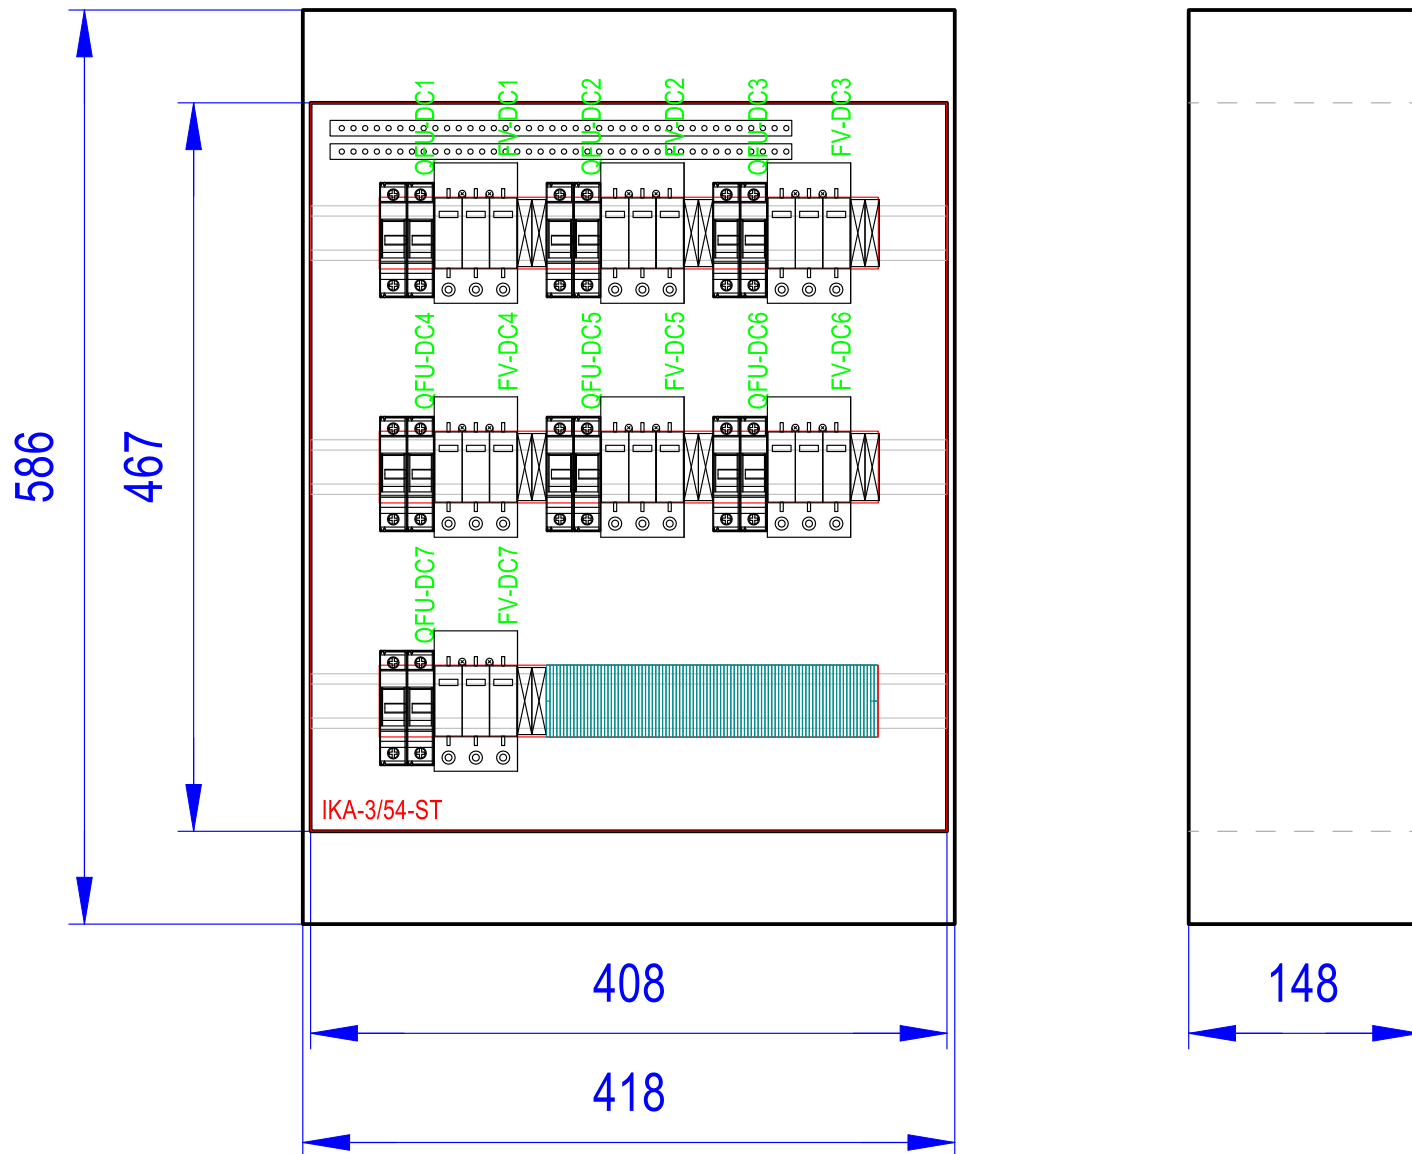 QFU-DC1 FV-DC1 QFU-DC2 FV-DC2 QFU-DC3 FV-DC3
QFU-DC4 FV-DC4 QFU-DC5 FV-DC5 QFU-DC6 FV-DC6
586
467
QFU-DC7 FV-DC7
IKA-3/54-ST
408
148
418